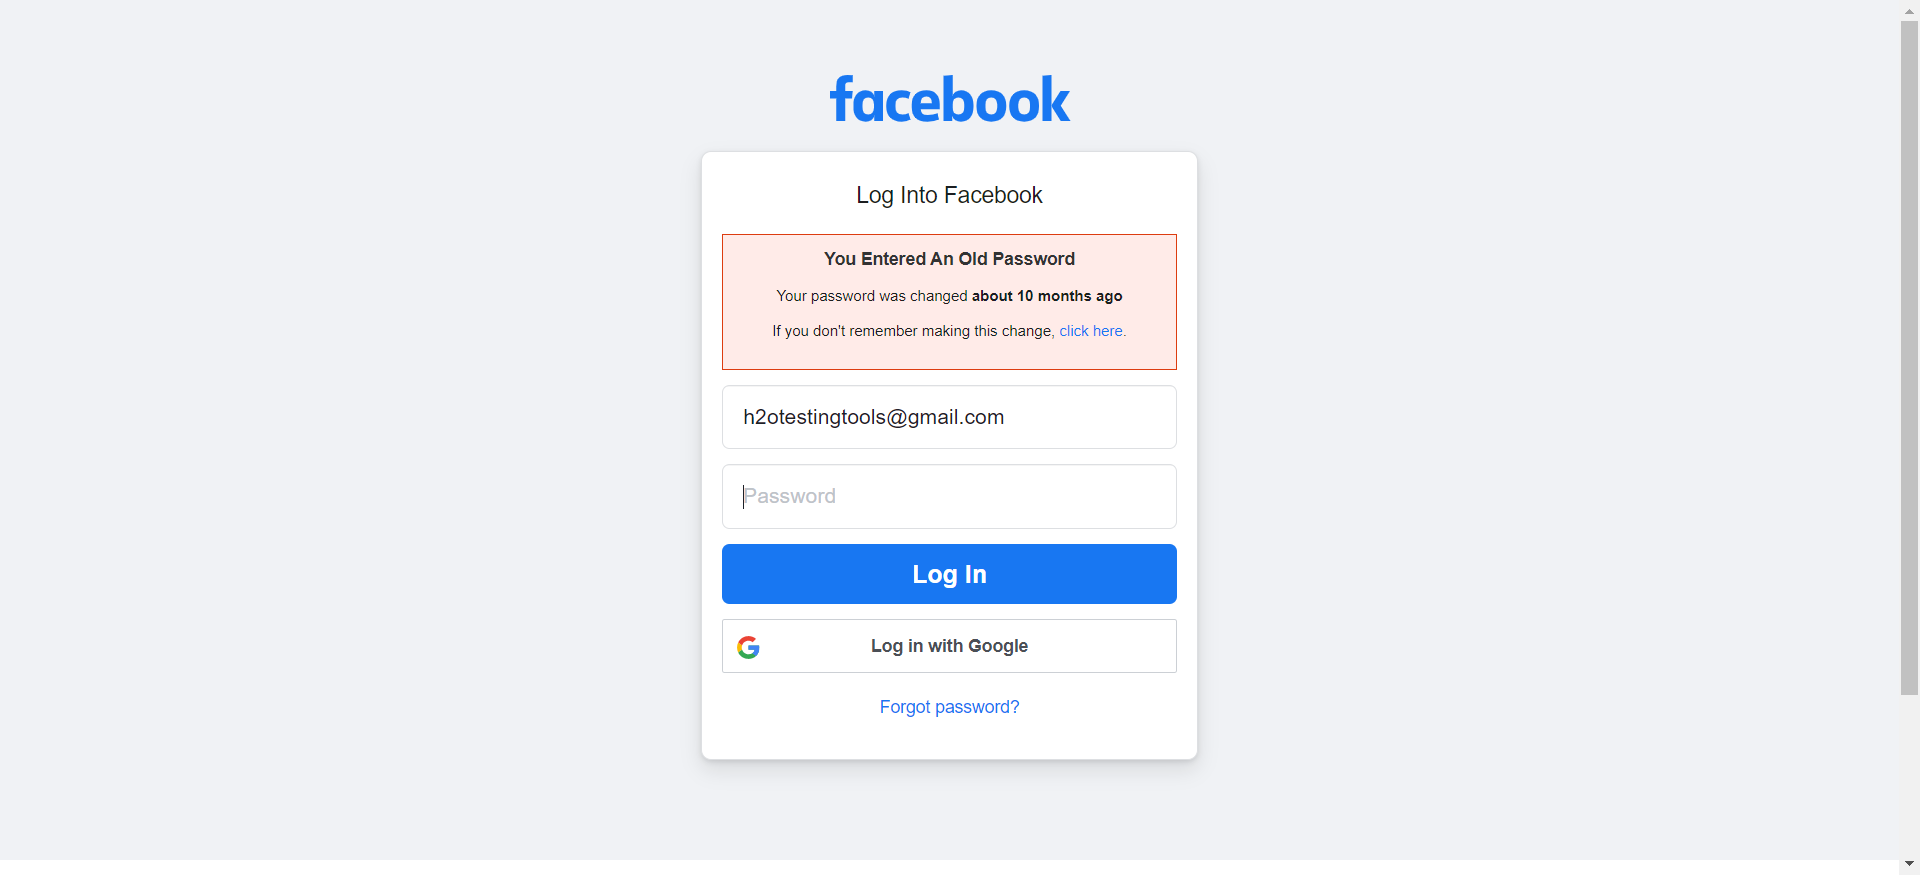 facebook
Log Into Facebook
You Entered An Old Password
Your password was changed about 10 months ago
If you don't remember making this change, click here.
h2otestingtools@gmail.com
Password
Log In
Log in with Google
Forgot password?